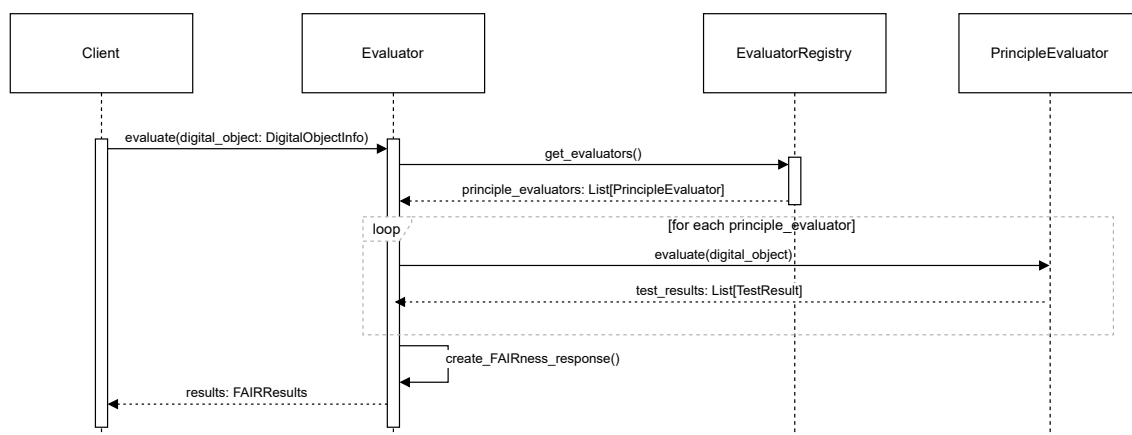 Client
Evaluator
EvaluatorRegistry
PrincipleEvaluator
evaluate(digital_object: DigitalObjectInfo)
get_evaluators()
principle_evaluators: List[PrincipleEvaluator]
loop
[for each principle_evaluator]
evaluate(digital_object)
test_results: List[TestResult]
create_FAIRness_response()
results: FAIRResults